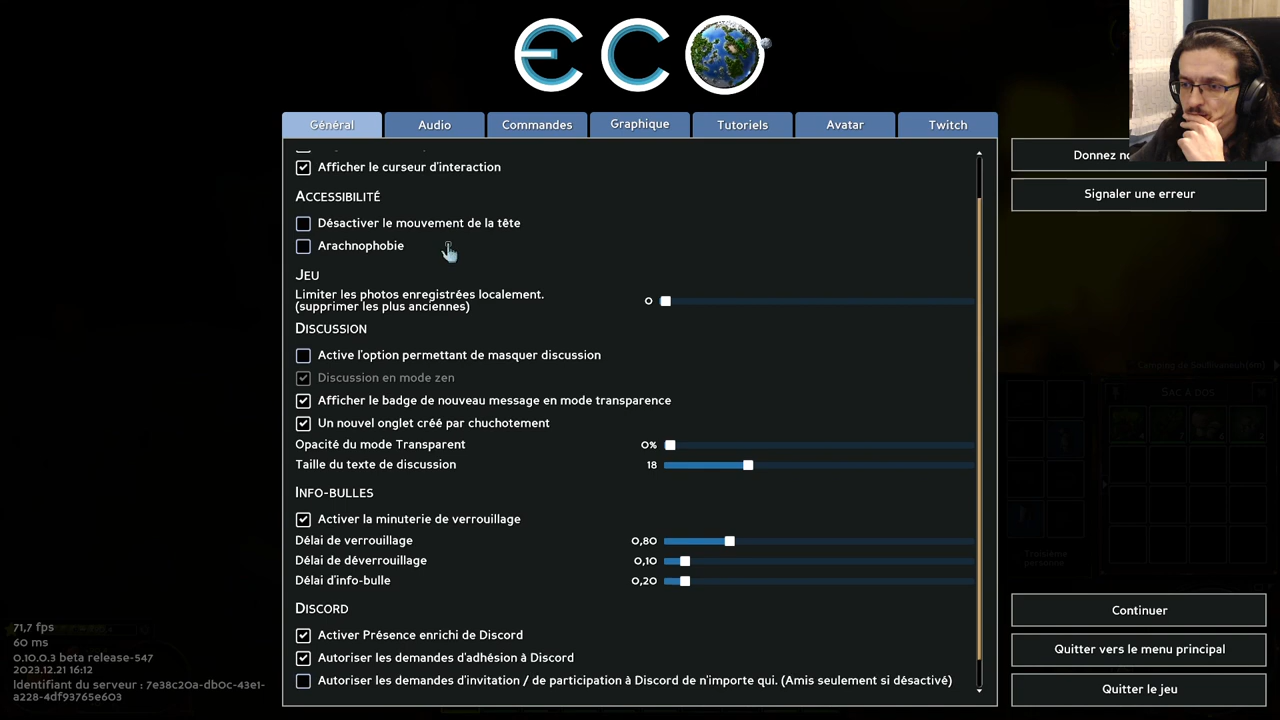 ECO
Général
Audio
Commandes
Graphique
Tutoriels
Avatar
Twitch
Afficher le curseur d'interaction
ACCESSIBILITÉ
Désactiver le mouvement de la tête
Arachnophobie
JEU
Limiter les photos enregistrées localement.
(supprimer les plus anciennes)
0
DISCUSSION
Active l'option permettant de masquer discussion
Discussion en mode zen
Afficher le badge de nouveau message en mode transparence
Un nouvel onglet créé par chuchotement
Opacité du mode Transparent 0%
Taille du texte de discussion 18
INFO-BULLES
Activer la minuterie de verrouillage
Délai de verrouillage 0,80
Délai de déverrouillage 0,10
Délai d'info-bulle 0,20
DISCORD
Activer Présence enrichi de Discord
Autoriser les demandes d'adhésion à Discord
Autoriser les demandes d'invitation / de participation à Discord de n'importe qui. (Amis seulement si désactivé)
Donnez
Signaler une erreur
SAC À DOS
Troisième
personne
Continuer
Quitter vers le menu principal
Quitter le jeu
71,7 fps
60 ms
0.10.0.3 beta release-547
2023.12.21 16:12
Identifiant du serveur : 7e38c20a-db0c-43e1-
a228-4df93765e603